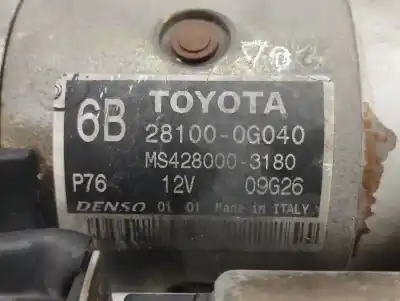 6B TOYOTA
28100-0G040
MS428000-3180
P76 12V 09G26
DENSO 01 01 Made in ITALY